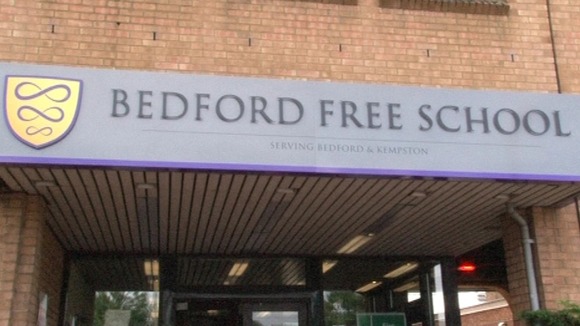 BEDFORD FREE SCHOOL
SERVING BEDFORD & KEMPSTON